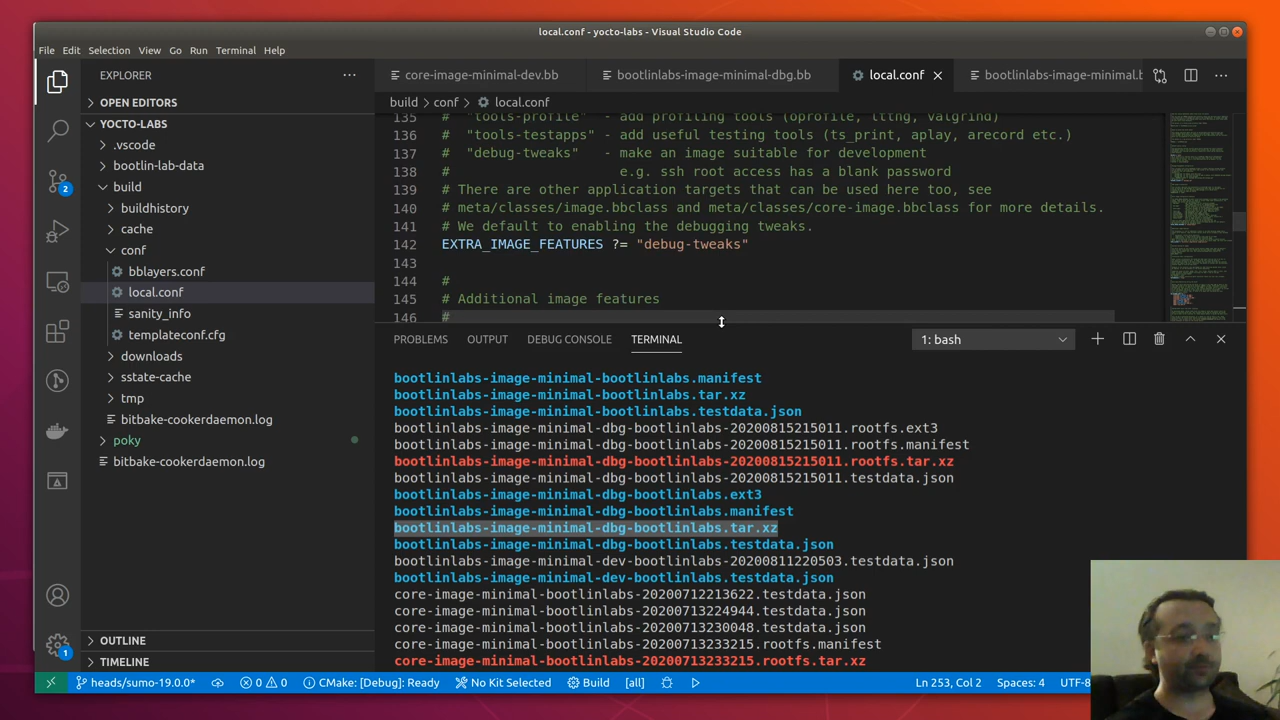 local.conf - yocto-labs - Visual Studio Code
File Edit Selection View Go Run Terminal Help
EXPLORER
OPEN EDITORS
YOCTO-LABS
.vscode
bootlin-lab-data
build
buildhistory
cache
conf
bblayers.conf
local.conf
sanity_info
templateconf.cfg
downloads
sstate-cache
tmp
bitbake-cookerdaemon.log
poky
bitbake-cookerdaemon.log
OUTLINE
TIMELINE
2
1
core-image-minimal-dev.bb bootlinlabs-image-minimal-dbg.bb local.conf bootlinlabs-image-minimal.b
build conf local.conf
135 # "tools-profile" - add profiling tools (oprofile, lttng, valgrind)
136 # "tools-testapps" - add useful testing tools (ts_print, aplay, arecord etc.)
137 # "debug-tweaks" - make an image suitable for development
138 # e.g. ssh root access has a blank password
139 # There are other application targets that can be used here too, see
140 # meta/classes/image.bbclass and meta/classes/core-image.bbclass for more details.
141 # We default to enabling the debugging tweaks.
142 EXTRA_IMAGE_FEATURES ?= "debug-tweaks"
143
144 #
145 # Additional image features
146 #
PROBLEMS OUTPUT DEBUG CONSOLE TERMINAL 1: bash
bootlinlabs-image-minimal-bootlinlabs.manifest
bootlinlabs-image-minimal-bootlinlabs.tar.xz
bootlinlabs-image-minimal-bootlinlabs.testdata.json
bootlinlabs-image-minimal-dbg-bootlinlabs-20200815215011.rootfs.ext3
bootlinlabs-image-minimal-dbg-bootlinlabs-20200815215011.rootfs.manifest
bootlinlabs-image-minimal-dbg-bootlinlabs-20200815215011.rootfs.tar.xz
bootlinlabs-image-minimal-dbg-bootlinlabs-20200815215011.testdata.json
bootlinlabs-image-minimal-dbg-bootlinlabs.ext3
bootlinlabs-image-minimal-dbg-bootlinlabs.manifest
bootlinlabs-image-minimal-dbg-bootlinlabs.tar.xz
bootlinlabs-image-minimal-dbg-bootlinlabs.testdata.json
bootlinlabs-image-minimal-dev-bootlinlabs-20200811220503.testdata.json
bootlinlabs-image-minimal-dev-bootlinlabs.testdata.json
core-image-minimal-bootlinlabs-20200712213622.testdata.json
core-image-minimal-bootlinlabs-20200712224944.testdata.json
core-image-minimal-bootlinlabs-20200713230048.testdata.json
core-image-minimal-bootlinlabs-20200713233215.rootfs.manifest
core-image-minimal-bootlinlabs-20200713233215.rootfs.tar.xz
heads/sumo-19.0.0* 0 0 CMake: [Debug]: Ready No Kit Selected Build [all] Ln 253, Col 2 Spaces: 4 UTF-8